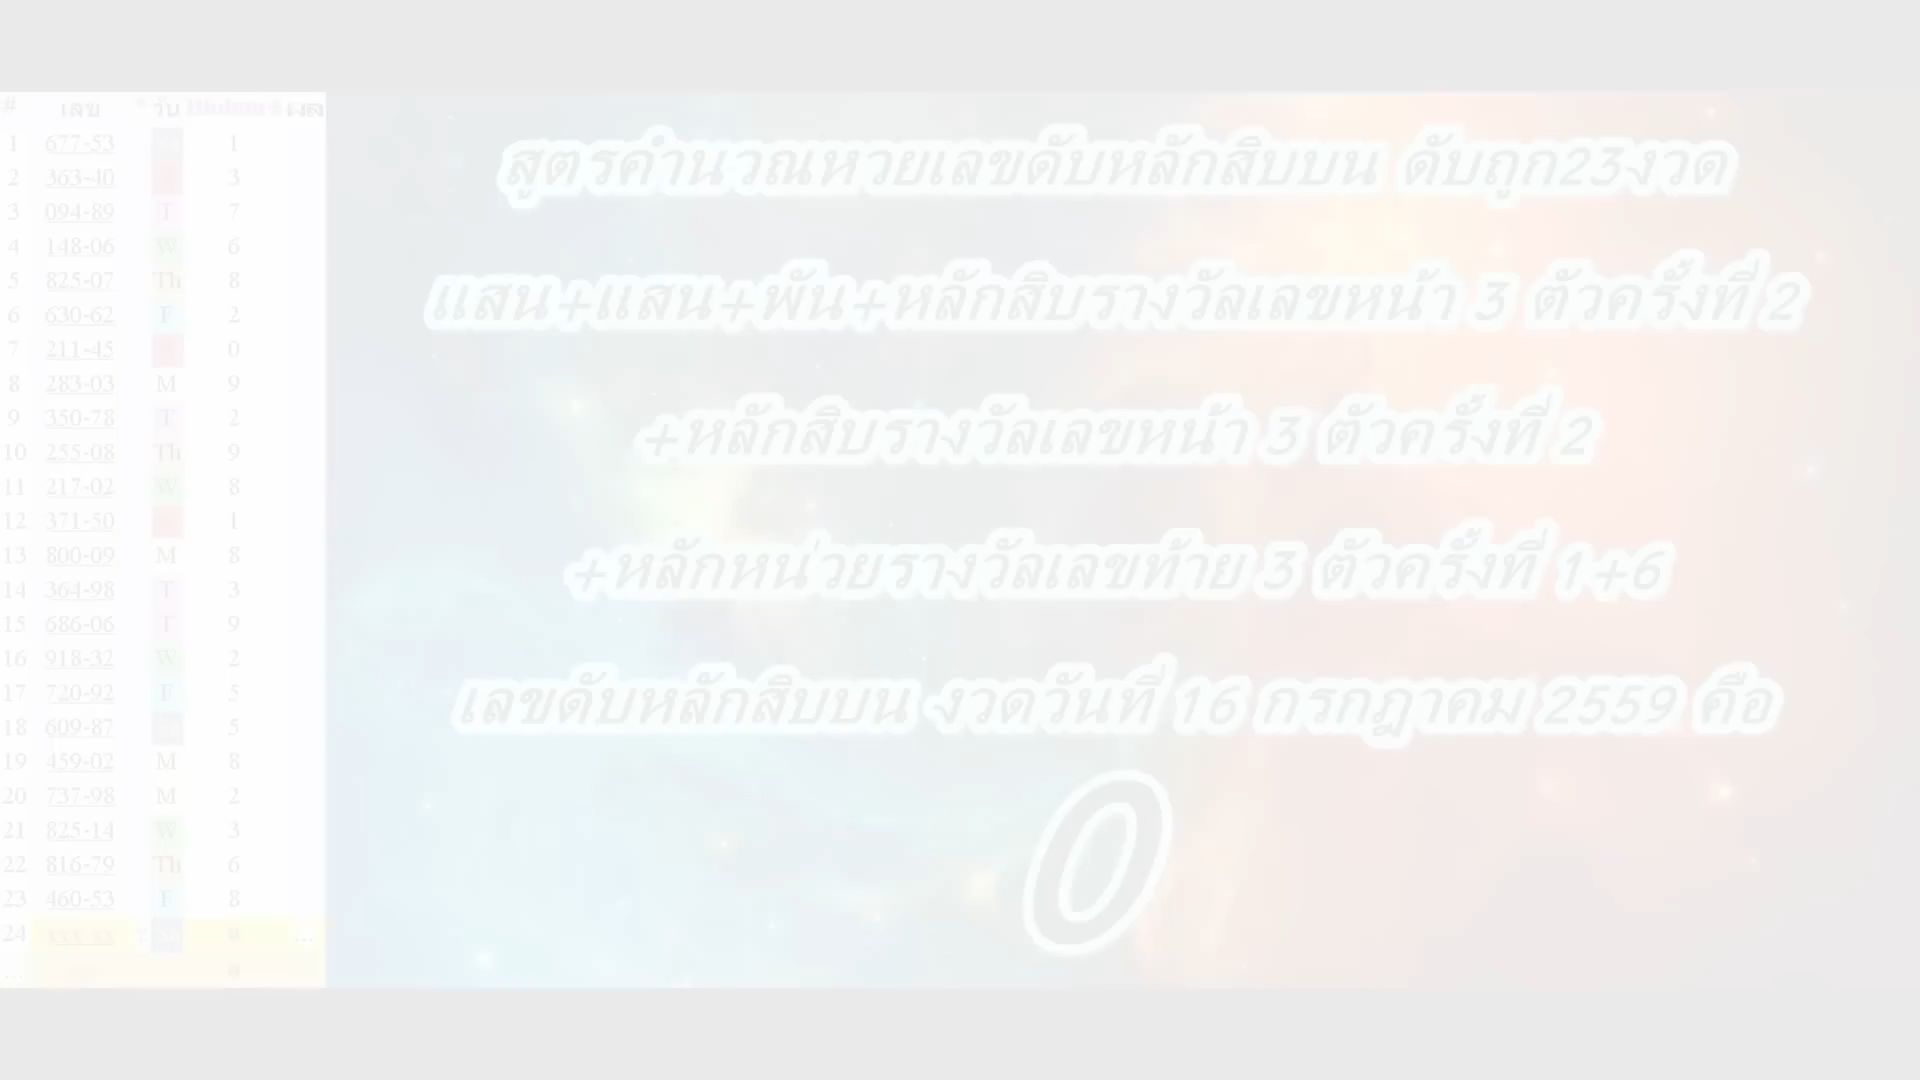 # เลข * วัน ผล
1 677-53 1
2 363-40 3
3 094-89 T 7
4 148-06 W 6
5 825-07 Th 8
6 630-62 F 2
7 211-45 0
8 283-03 M 9
9 350-78 T 2
10 255-08 Th 9
11 217-02 W 8
12 371-50 1
13 800-09 M 8
14 364-98 T 3
15 686-06 T 9
16 918-32 W 2
17 720-92 F 5
18 609-87 5
19 459-02 M 8
20 737-98 M 2
21 825-14 W 3
22 816-79 Th 6
23 460-53 F 8
24 xxx-xx ...
...
สูตรคำนวณหวยเลขดับหลักสิบบน ดับถูก23งวด
แสน+แสน+พัน+หลักสิบรางวัลเลขหน้า 3 ตัวครั้งที่ 2
+หลักสิบรางวัลเลขหน้า 3 ตัวครั้งที่ 2
+หลักหน่วยรางวัลเลขท้าย 3 ตัวครั้งที่ 1+6
เลขดับหลักสิบบน งวดวันที่ 16 กรกฎาคม 2559 คือ
0